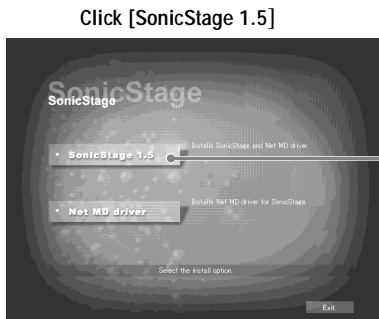 Click [SonicStage 1.5]
SonicStage
SonicStage
SonicStage 1.5
Installs SonicStage and Net MD driver.
Net MD driver
Installs Net MD driver for SonicStage.
Select the install option.
Exit